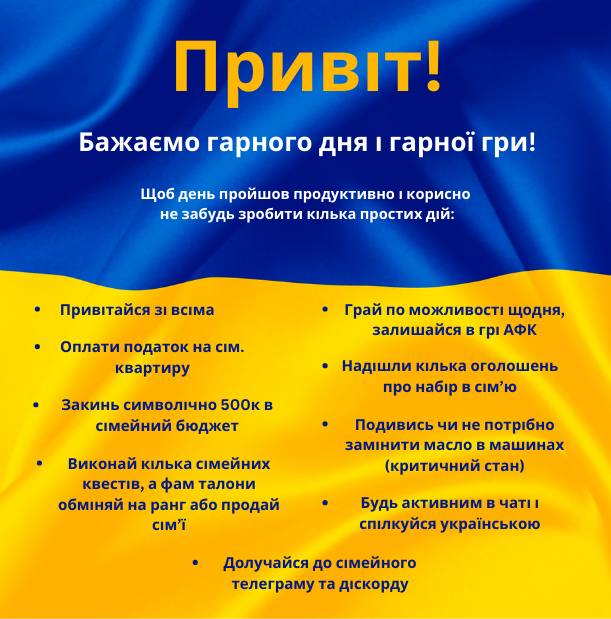 Привіт!
Бажаємо гарного дня і гарної гри!
Щоб день пройшов продуктивно і корисно
не забудь зробити кілька простих дій:
• Привітайся зі всіма
• Оплати податок на сім.
квартиру
• Закинь символічно 500к в
сімейний бюджет
• Виконай кілька сімейних
квестів, а фам талони
обміняй на ранг або продай
сім’ї
• Грай по можливості щодня,
залишайся в грі АФК
• Надішли кілька оголошень
про набір в сім’ю
• Подивись чи не потрібно
замінити масло в машинах
(критичний стан)
• Будь активним в чаті і
спілкуйся українською
• Долучайся до сімейного
телеграму та діскорду